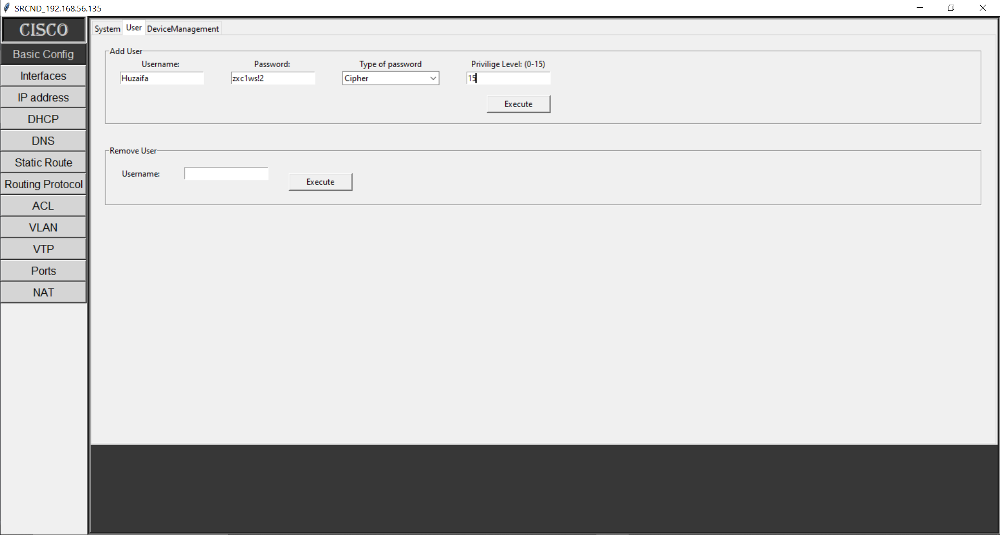 SRCND_192.168.56.135
CISCO
Basic Config
Interfaces
IP address
DHCP
DNS
Static Route
Routing Protocol
ACL
VLAN
VTP
Ports
NAT
System User DeviceManagement
Add User
Username: Password: Type of password Privilige Level: (0-15)
Huzaifa zxc1ws!2 Cipher 15
Execute
Remove User
Username:
Execute